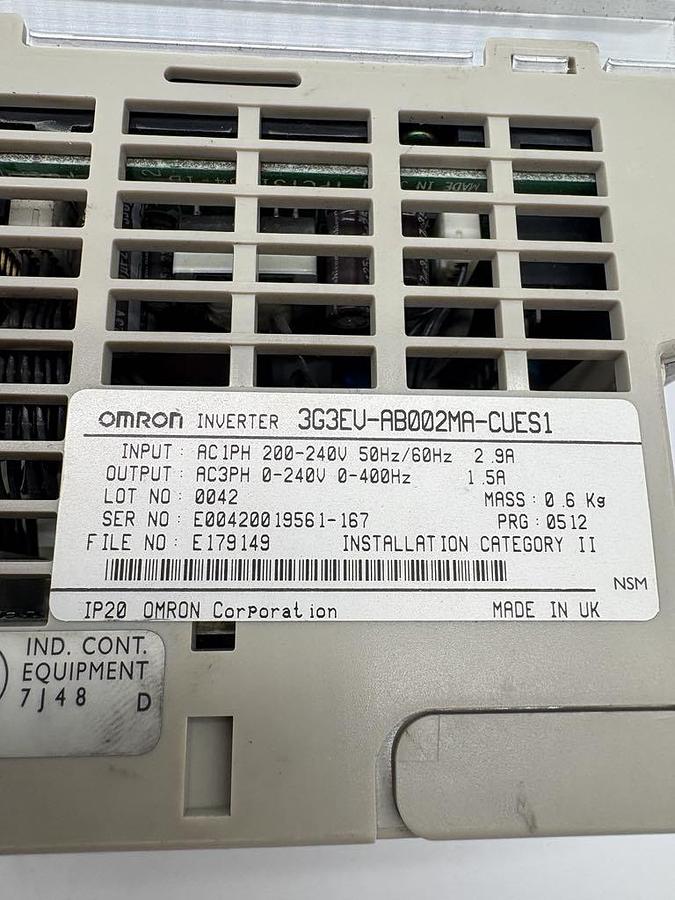 MADE IN
OMRON INVERTER 3G3EV-AB002MA-CUES1
INPUT : AC1PH 200-240V 50Hz/60Hz 2.9A
OUTPUT : AC3PH 0-240V 0-400Hz 1.5A
LOT NO : 0042 MASS : 0.6 Kg
SER NO : E00420019561-167 PRG : 0512
FILE NO : E179149 INSTALLATION CATEGORY II
NSM
IP20 OMRON Corporation MADE IN UK
IND. CONT.
EQUIPMENT
7J48 D